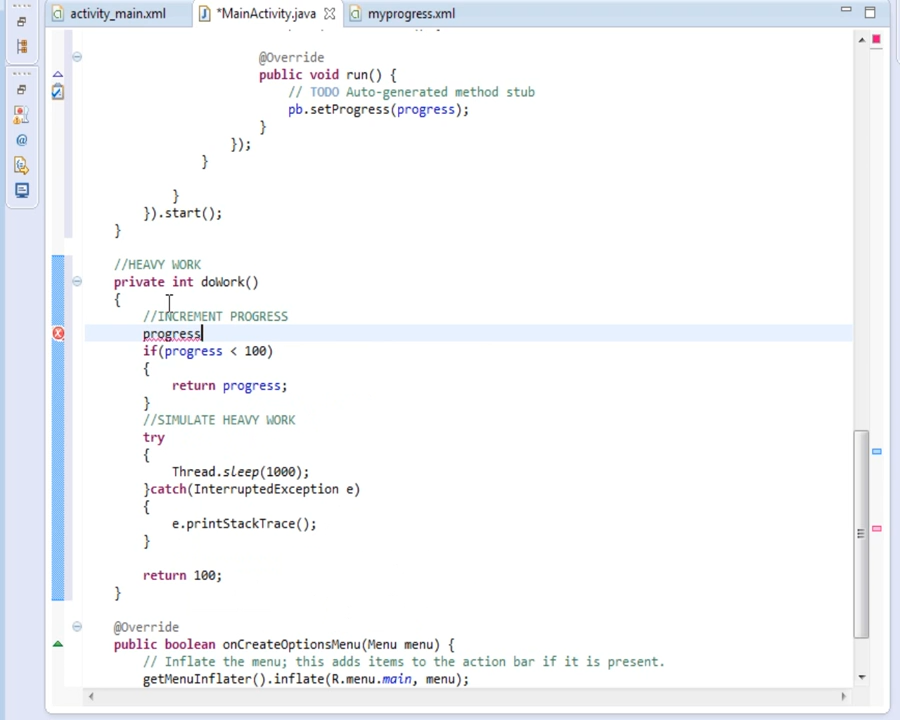 activity_main.xml
*MainActivity.java
myprogress.xml
@Override
public void run() {
// TODO Auto-generated method stub
pb.setProgress(progress);
}
});
}
}
}).start();
}
//HEAVY WORK
private int doWork()
{
//INCREMENT PROGRESS
progress
if(progress < 100)
{
return progress;
}
//SIMULATE HEAVY WORK
try
{
Thread.sleep(1000);
}catch(InterruptedException e)
{
e.printStackTrace();
}
return 100;
}
@Override
public boolean onCreateOptionsMenu(Menu menu) {
// Inflate the menu; this adds items to the action bar if it is present.
getMenuInflater().inflate(R.menu.main, menu);